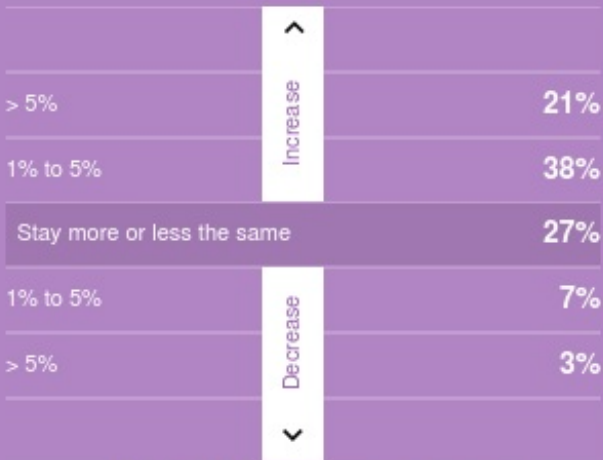 > 5% 21%
Increase
1% to 5% 38%
Stay more or less the same 27%
1% to 5% 7%
Decrease
> 5% 3%